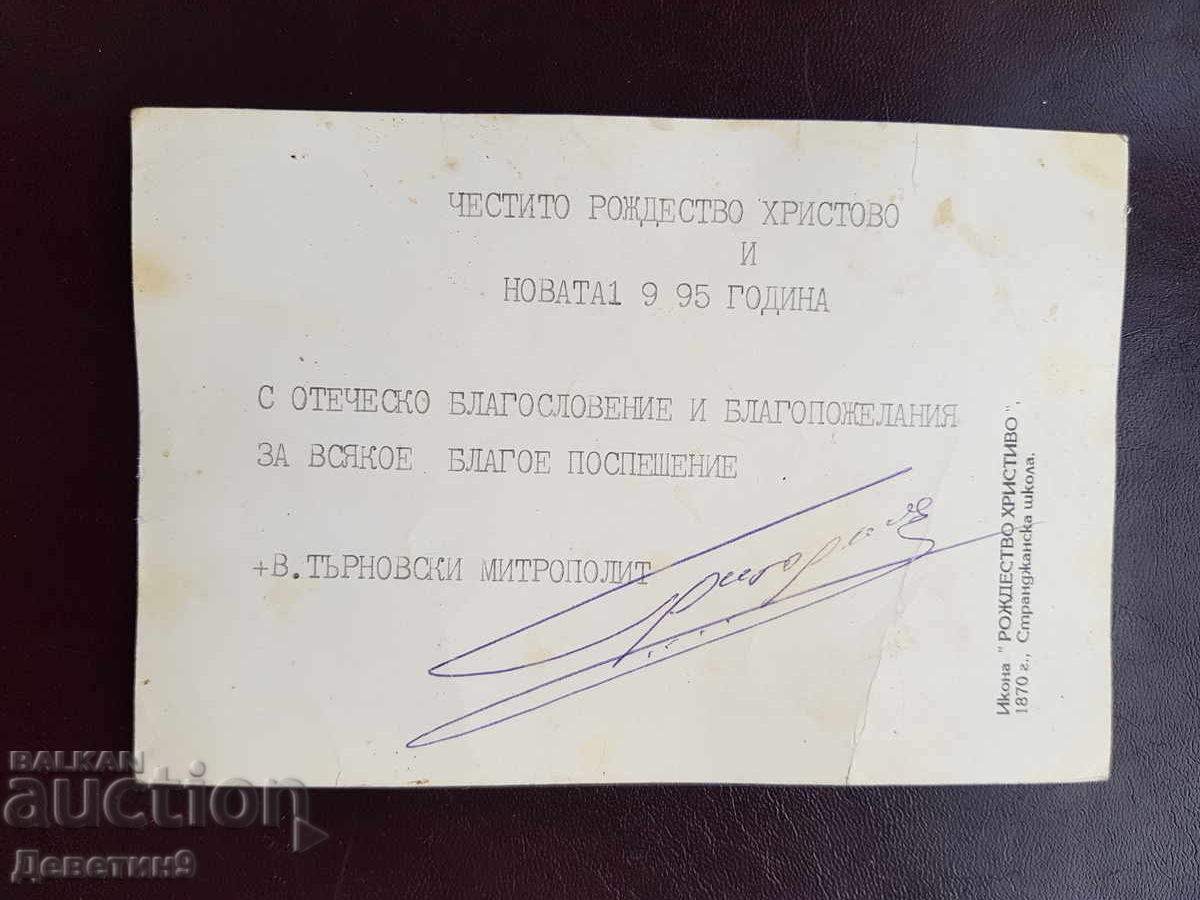 ЧЕСТИТО РОЖДЕСТВО ХРИСТОВО
И
НОВАТА1 9 95 ГОДИНА
С ОТЕЧЕСКО БЛАГОСЛОВЕНИЕ И БЛАГОПОЖЕЛАНИЯ
ЗА ВСЯКОЕ БЛАГОЕ ПОСПЕШЕНИЕ
+В.ТЪРНОВСКИ МИТРОПОЛИТ
Григорий
Икона "РОЖДЕСТВО ХРИСТИВО",
1870 г., Странджанска школа.
BALKAN
auction
Деветин9